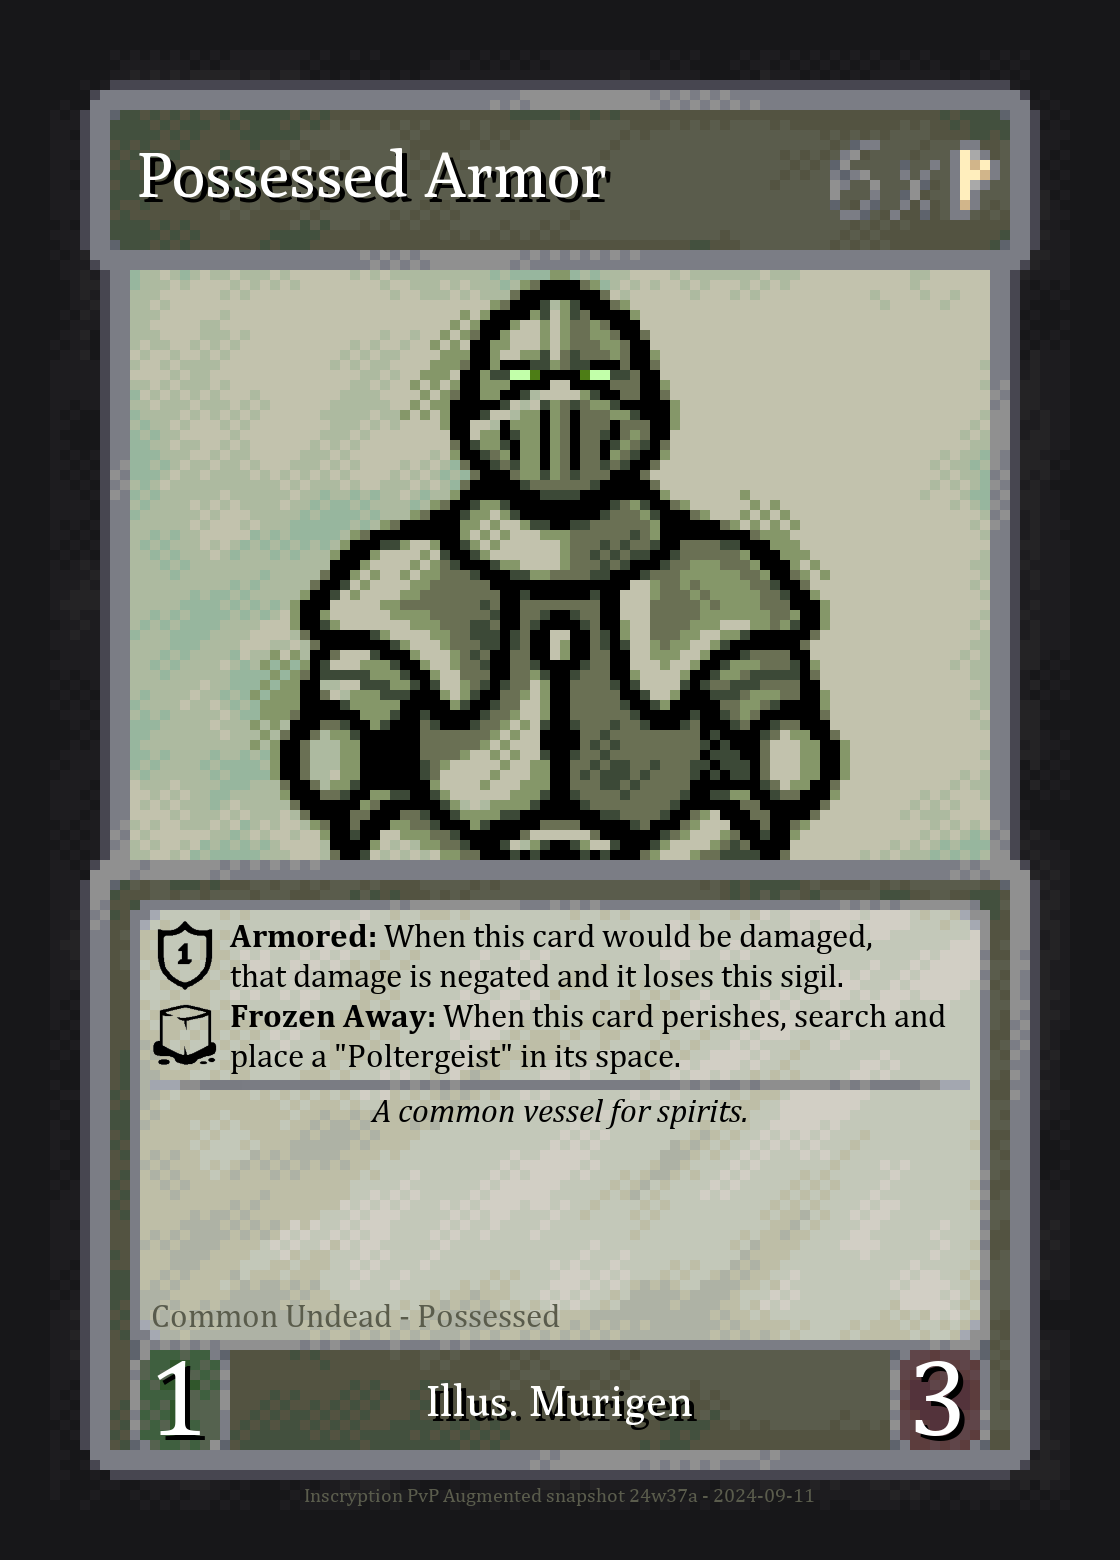 Possessed Armor 6x
1
Armored: When this card would be damaged,
that damage is negated and it loses this sigil.
Frozen Away: When this card perishes, search and
place a "Poltergeist" in its space.
A common vessel for spirits.
Common Undead - Possessed
1 Illus. Murigen 3
Inscryption PvP Augmented snapshot 24w37a - 2024-09-11